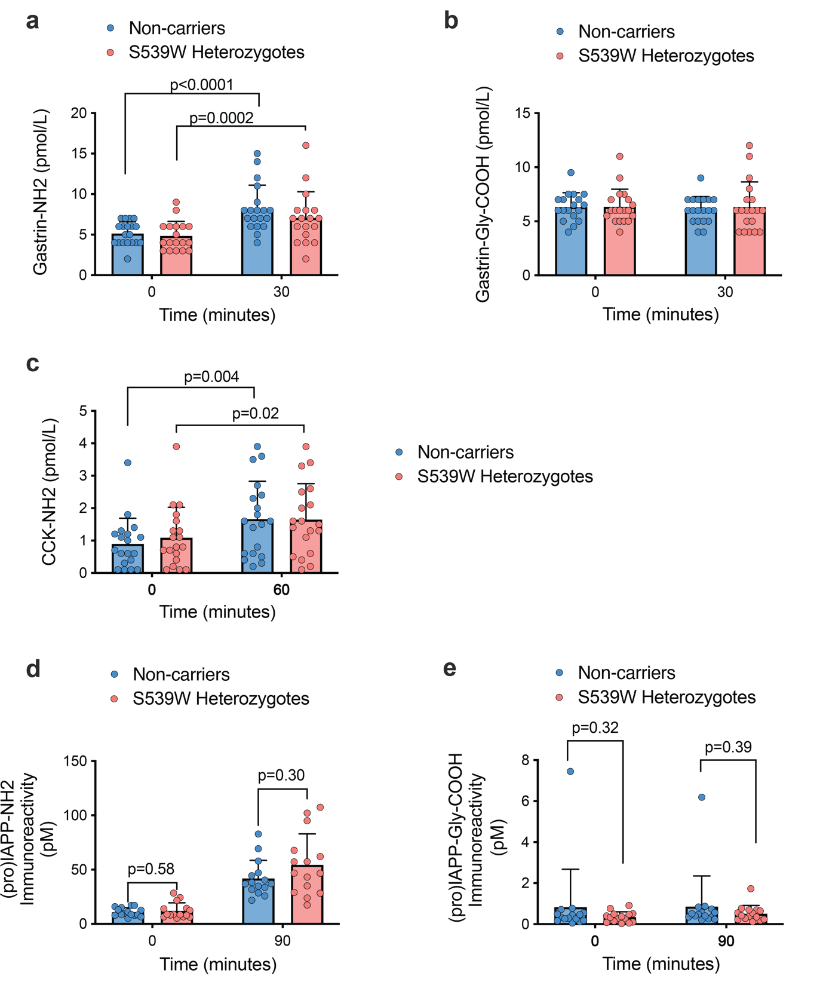 a
Non-carriers
S539W Heterozygotes
p<0.0001
p=0.0002
Gastrin-NH2 (pmol/L)
20
15
10
5
0
0
30
Time (minutes)
b
Non-carriers
S539W Heterozygotes
Gastrin-Gly-COOH (pmol/L)
15
10
5
0
0
30
Time (minutes)
c
p=0.004
p=0.02
CCK-NH2 (pmol/L)
5
4
3
2
1
0
0
60
Time (minutes)
Non-carriers
S539W Heterozygotes
d
Non-carriers
S539W Heterozygotes
(pro)IAPP-NH2
Immunoreactivity
(pM)
150
100
50
0
p=0.58
p=0.30
0
90
Time (minutes)
e
Non-carriers
S539W Heterozygotes
p=0.32
p=0.39
(pro)IAPP-Gly-COOH
Immunoreactivity
(pM)
8
6
4
2
0
0
90
Time (minutes)